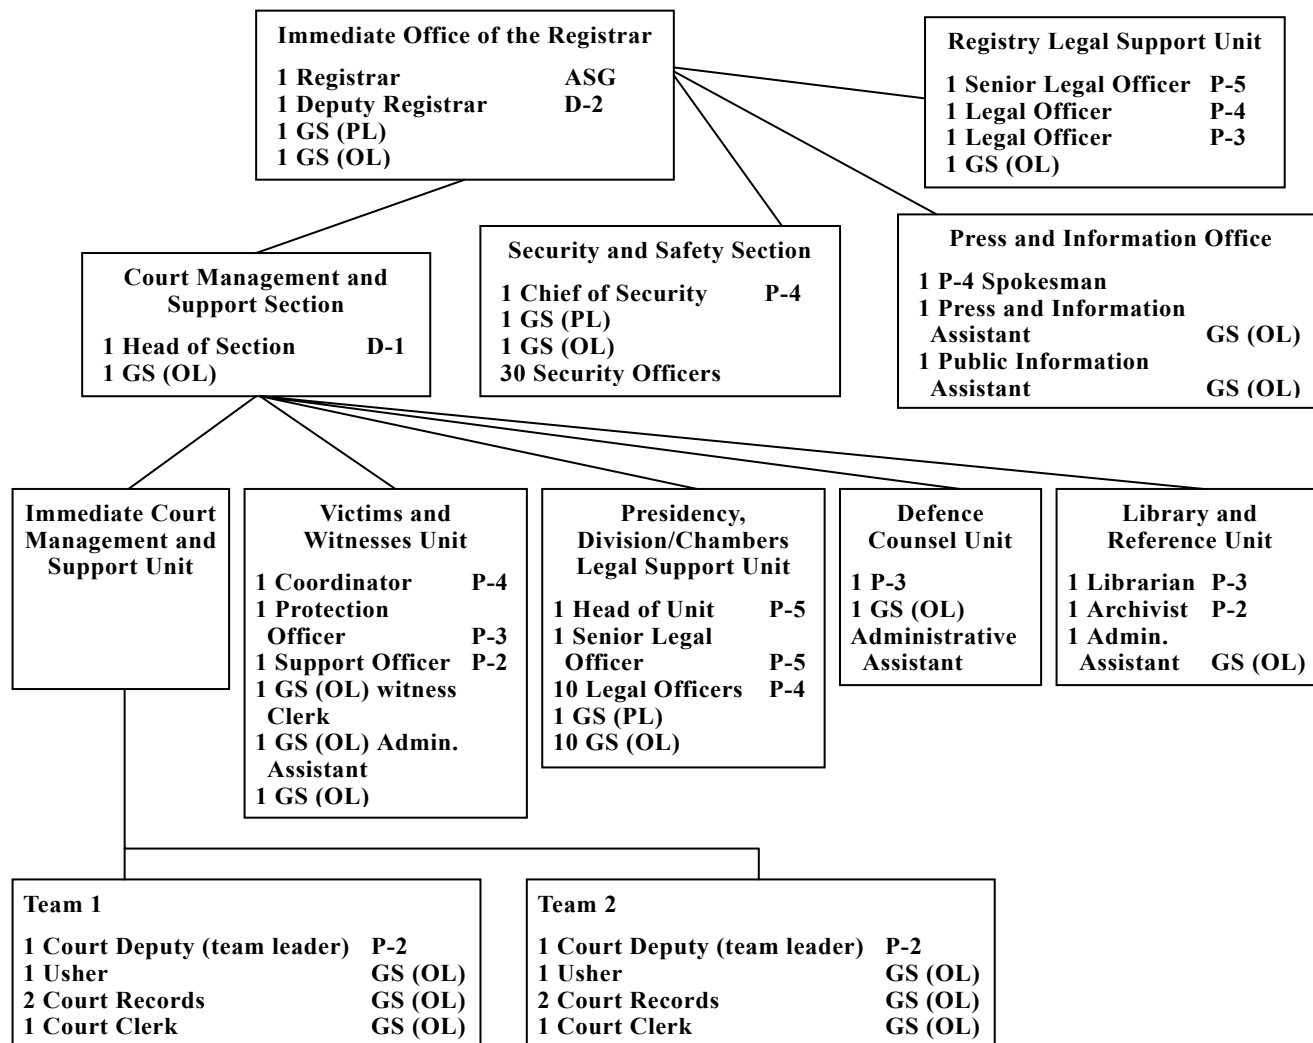 Immediate Office of the Registrar
1 Registrar ASG
1 Deputy Registrar D-2
1 GS (PL)
1 GS (OL)
Registry Legal Support Unit
1 Senior Legal Officer P-5
1 Legal Officer P-4
1 Legal Officer P-3
1 GS (OL)
Court Management and
Support Section
1 Head of Section D-1
1 GS (OL)
Security and Safety Section
1 Chief of Security P-4
1 GS (PL)
1 GS (OL)
30 Security Officers
Press and Information Office
1 P-4 Spokesman
1 Press and Information
Assistant GS (OL)
1 Public Information
Assistant GS (OL)
Immediate Court
Management and
Support Unit
Victims and
Witnesses Unit
1 Coordinator P-4
1 Protection
Officer P-3
1 Support Officer P-2
1 GS (OL) witness
Clerk
1 GS (OL) Admin.
Assistant
1 GS (OL)
Presidency,
Division/Chambers
Legal Support Unit
1 Head of Unit P-5
1 Senior Legal
Officer P-5
10 Legal Officers P-4
1 GS (PL)
10 GS (OL)
Defence
Counsel Unit
1 P-3
1 GS (OL)
Administrative
Assistant
Library and
Reference Unit
1 Librarian P-3
1 Archivist P-2
1 Admin.
Assistant GS (OL)
Team 1
1 Court Deputy (team leader) P-2
1 Usher GS (OL)
2 Court Records GS (OL)
1 Court Clerk GS (OL)
Team 2
1 Court Deputy (team leader) P-2
1 Usher GS (OL)
2 Court Records GS (OL)
1 Court Clerk GS (OL)